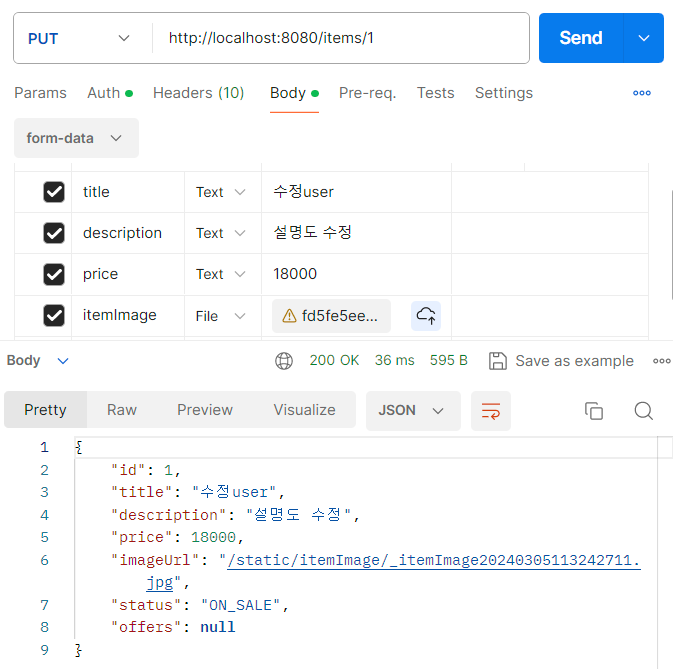 PUT http://localhost:8080/items/1 Send
Params Auth Headers (10) Body Pre-req. Tests Settings
form-data
title Text 수정user
description Text 설명도 수정
price Text 18000
itemImage File fd5fe5ee...
Body 200 OK 36 ms 595 B Save as example
Pretty Raw Preview Visualize JSON
1 {
2 "id": 1,
3 "title": "수정user",
4 "description": "설명도 수정",
5 "price": 18000,
6 "imageUrl": "/static/itemImage/_itemImage20240305113242711.
jpg",
7 "status": "ON_SALE",
8 "offers": null
9 }